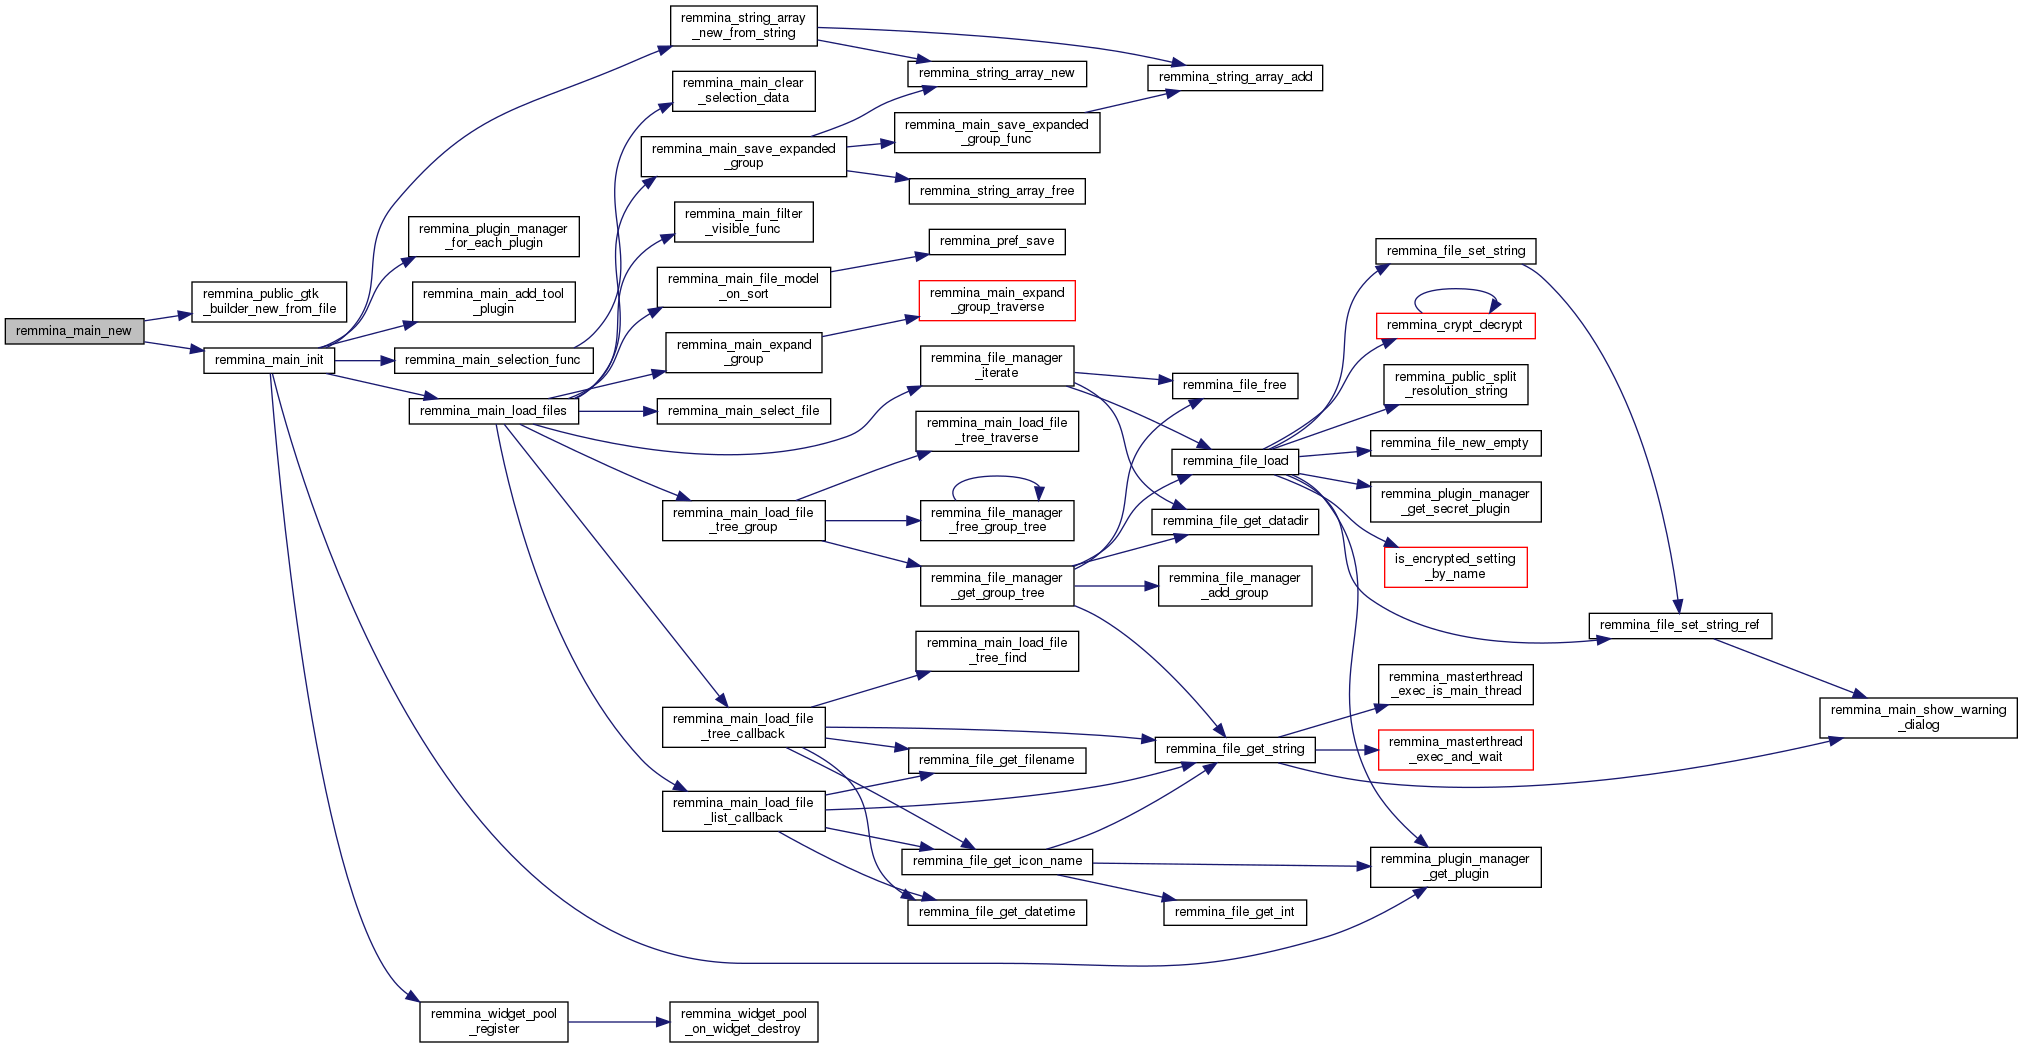 remmina_main_new
remmina_public_gtk
_builder_new_from_file
remmina_main_init
remmina_plugin_manager
_for_each_plugin
remmina_main_add_tool
_plugin
remmina_main_selection_func
remmina_main_load_files
remmina_widget_pool
_register
remmina_string_array
_new_from_string
remmina_main_clear
_selection_data
remmina_main_save_expanded
_group
remmina_main_filter
_visible_func
remmina_main_file_model
_on_sort
remmina_main_expand
_group
remmina_main_select_file
remmina_main_load_file
_tree_group
remmina_main_load_file
_tree_callback
remmina_main_load_file
_list_callback
remmina_widget_pool
_on_widget_destroy
remmina_string_array_new
remmina_main_save_expanded
_group_func
remmina_string_array_free
remmina_pref_save
remmina_main_expand
_group_traverse
remmina_file_manager
_iterate
remmina_main_load_file
_tree_traverse
remmina_file_manager
_free_group_tree
remmina_file_manager
_get_group_tree
remmina_main_load_file
_tree_find
remmina_file_get_filename
remmina_file_get_icon_name
remmina_file_get_datetime
remmina_string_array_add
remmina_file_free
remmina_file_load
remmina_file_get_datadir
remmina_file_manager
_add_group
remmina_file_get_string
remmina_file_get_int
remmina_file_set_string
remmina_crypt_decrypt
remmina_public_split
_resolution_string
remmina_file_new_empty
remmina_plugin_manager
_get_secret_plugin
is_encrypted_setting
_by_name
remmina_masterthread
_exec_is_main_thread
remmina_masterthread
_exec_and_wait
remmina_plugin_manager
_get_plugin
remmina_file_set_string_ref
remmina_main_show_warning
_dialog